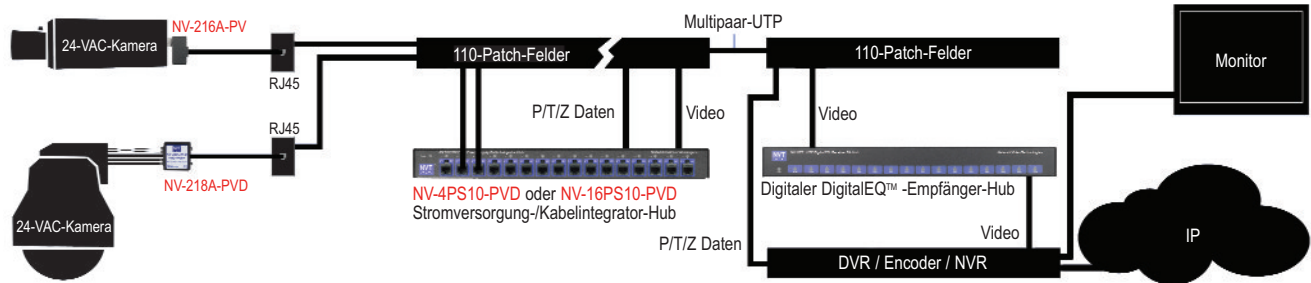 NV-216A-PV
24-VAC-Kamera
RJ45
110-Patch-Felder
Multipaar-UTP
110-Patch-Felder
Monitor
P/T/Z Daten
Video
RJ45
NV-218A-PVD
24-VAC-Kamera
NVT
NV-4PS10-PVD oder NV-16PS10-PVD
Stromversorgung-/Kabelintegrator-Hub
NVT
Digitaler DigitalEQ™ -Empfänger-Hub
P/T/Z Daten
Video
DVR / Encoder / NVR
IP